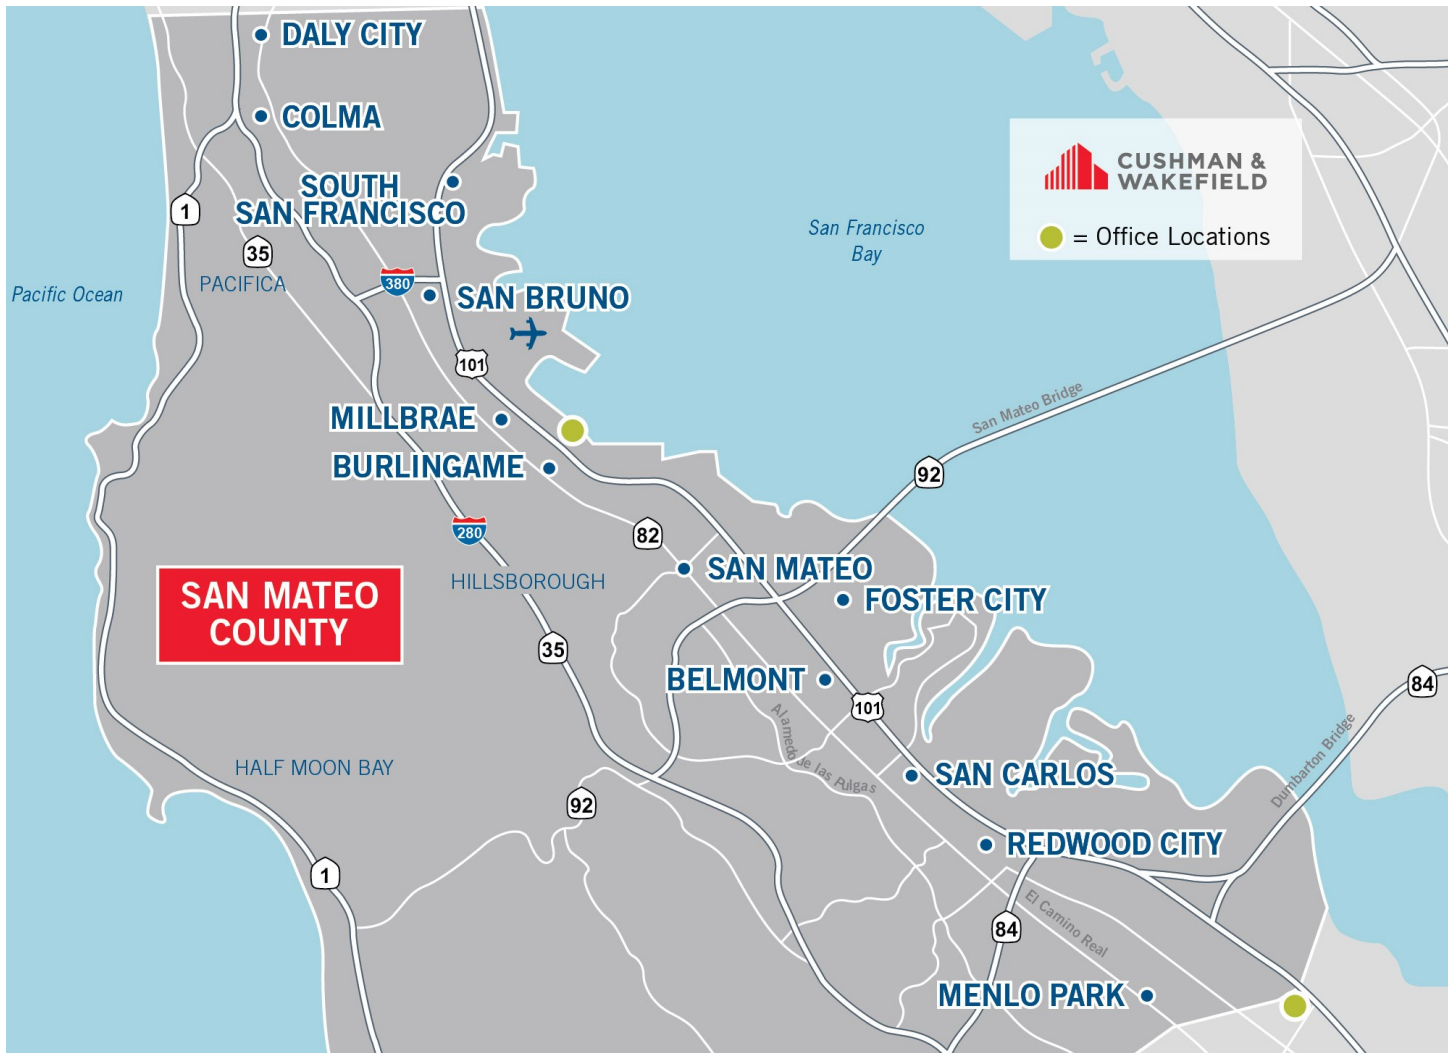 DALY CITY
COLMA
CUSHMAN &
WAKEFIELD
= Office Locations
SOUTH
SAN FRANCISCO
1
35
San Francisco
Bay
PACIFICA
380
Pacific Ocean
SAN BRUNO
101
San Mateo Bridge
MILLBRAE
BURLINGAME
92
280
82
SAN MATEO
HILLSBOROUGH
SAN MATEO
COUNTY
FOSTER CITY
35
BELMONT
84
101
Alamedo de las Pulgas
Dumbarton Bridge
HALF MOON BAY
SAN CARLOS
92
REDWOOD CITY
1
El Camino Real
84
MENLO PARK